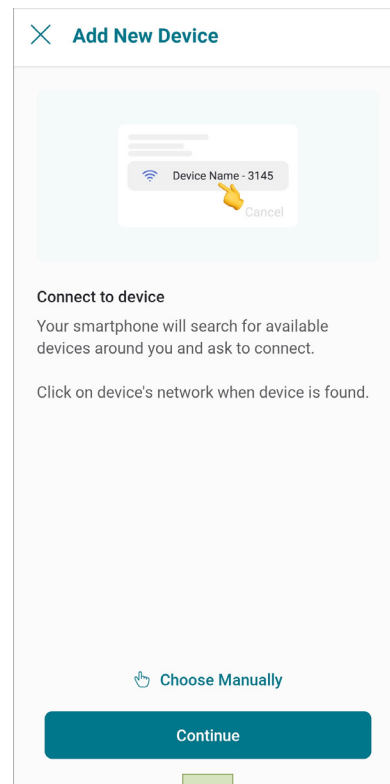 Add New Device
Device Name - 3145
Cancel
Connect to device
Your smartphone will search for available
devices around you and ask to connect.
Click on device's network when device is found.
Choose Manually
Continue